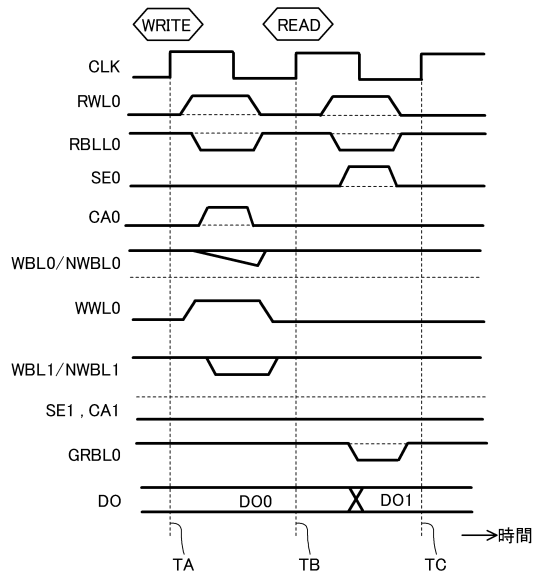 WRITE READ
CLK
RWL0
RBLL0
SE0
CA0
WBL0/NWBL0
WWL0
WBL1/NWBL1
SE1 , CA1
GRBL0
DO DO0 DO1
時間
TA TB TC